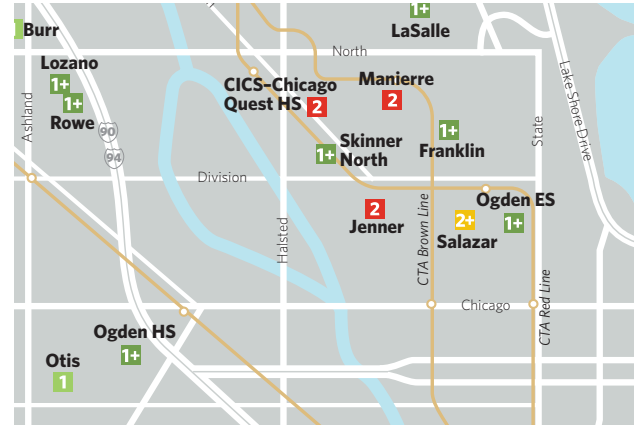 Burr
1+
LaSalle
North
Lozano
1+
1+
Rowe
Ashland
90
94
CICS–Chicago
Quest HS
2
Manierre
2
Lake Shore Drive
State
1+
Skinner
North
1+
Franklin
Division
Halsted
2
Jenner
CTA Brown Line
Ogden ES
2+
1+
Salazar
Chicago
CTA Red Line
Ogden HS
1+
Otis
1